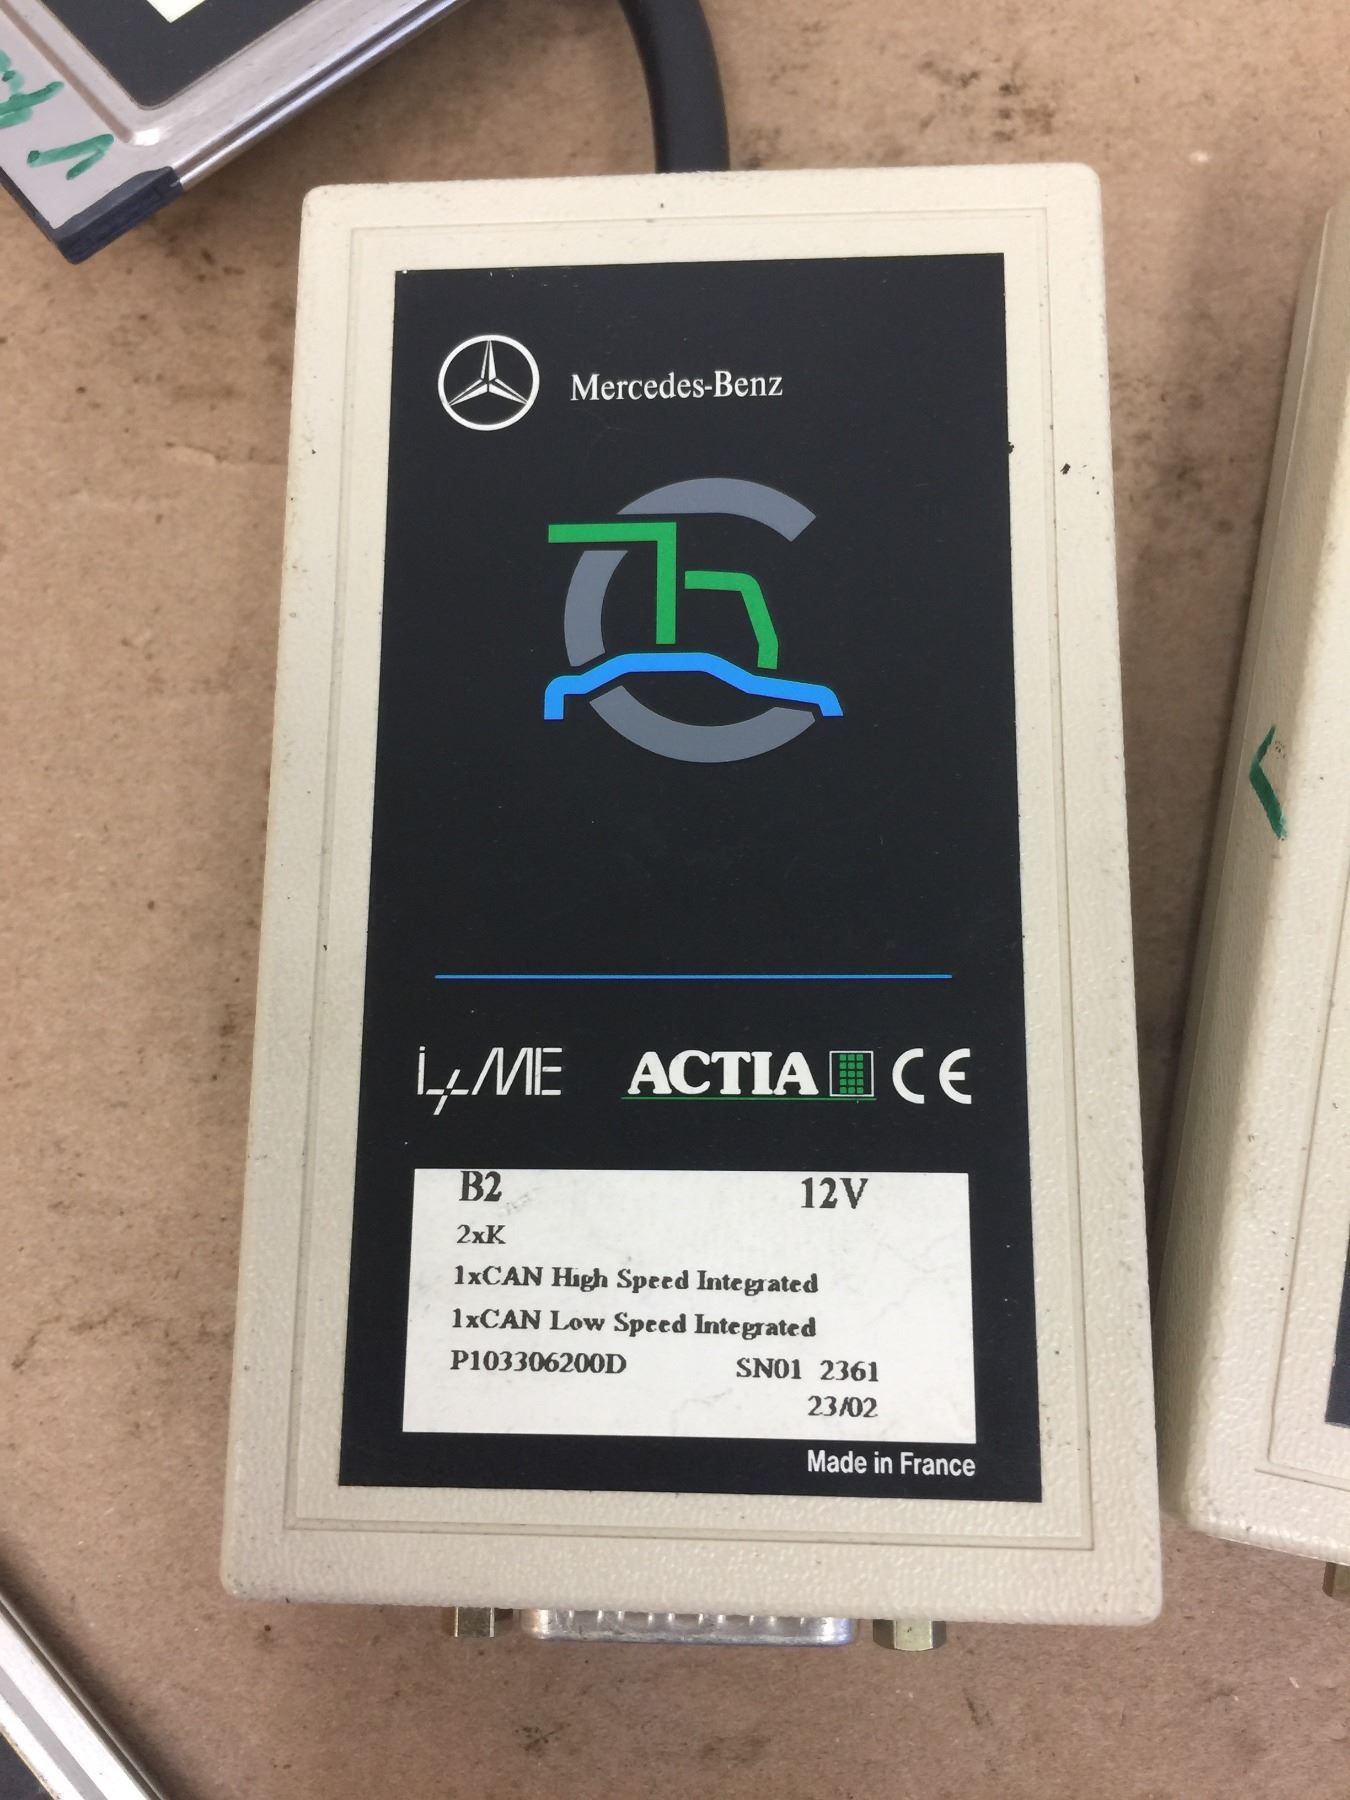 Mercedes-Benz
i+ME ACTIA CE
B2 12V
2xK
1xCAN High Speed Integrated
1xCAN Low Speed Integrated
P103306200D SN01 2361
23/02
Made in France